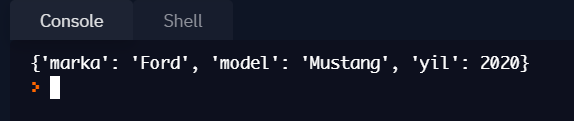 Console Shell
{'marka': 'Ford', 'model': 'Mustang', 'yil': 2020}
>